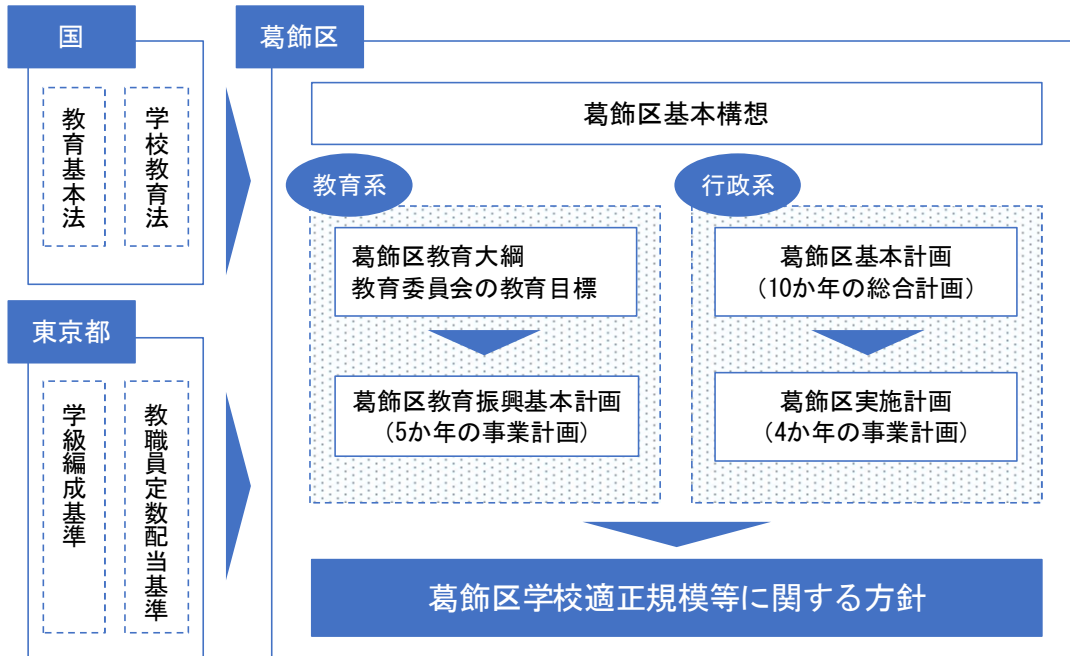 国
教育基本法
学校教育法
東京都
学級編成基準
教職員定数配当基準
葛飾区
葛飾区基本構想
教育系
葛飾区教育大綱
教育委員会の教育目標
葛飾区教育振興基本計画
（5か年の事業計画）
行政系
葛飾区基本計画
（10か年の総合計画）
葛飾区実施計画
（4か年の事業計画）
葛飾区学校適正規模等に関する方針